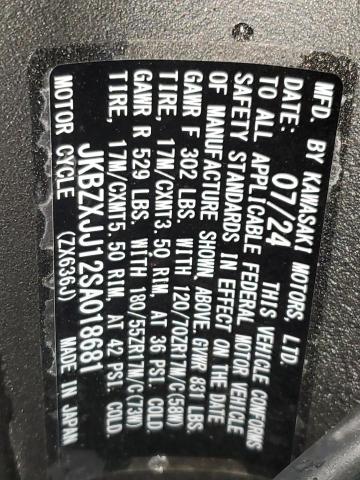 MFD. BY KAWASAKI MOTORS, LTD.
DATE: 07/24 THIS VEHICLE CONFORMS
TO ALL APPLICABLE FEDERAL MOTOR VEHICLE
SAFETY STANDARDS IN EFFECT ON THE DATE
OF MANUFACTURE SHOWN ABOVE. GVWR 831 LBS.
GAWR F 302 LBS. WITH 120/70ZR17M/C(58W)
TIRE, 17M/CXMT3.50 RIM, AT 36 PSI. COLD.
GAWR R 529 LBS. WITH 180/55ZR17M/C(73W)
TIRE, 17M/CXMT5.50 RIM, AT 42 PSI. COLD.
JKBZXJJ12SA018681
MOTOR CYCLE (ZX636J) MADE IN JAPAN